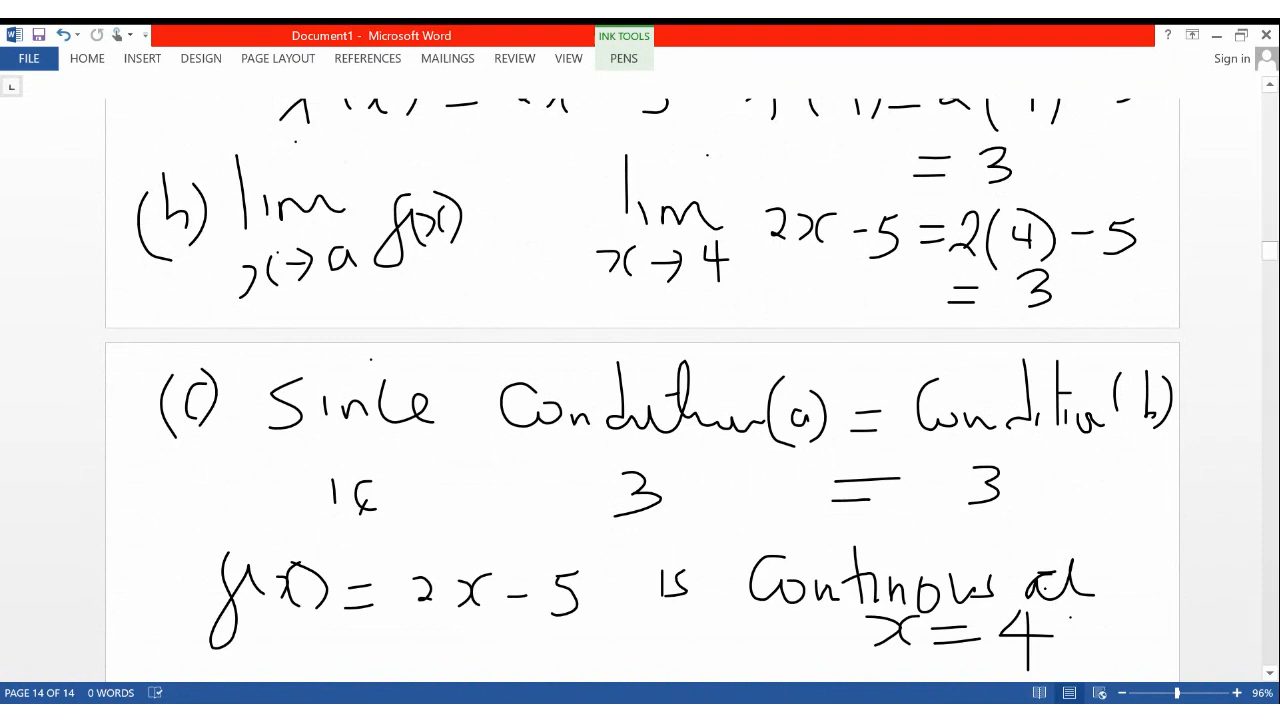 Document1 - Microsoft Word
INK TOOLS
FILE HOME INSERT DESIGN PAGE LAYOUT REFERENCES MAILINGS REVIEW VIEW PENS Sign in
= 3
(b) lim f(x) lim 2x - 5 = 2(4) - 5
x → a x → 4
= 3
(c) Since Condition (a) = Condition (b)
ie 3 = 3
f(x) = 2x - 5 is Continous at
x = 4
PAGE 14 OF 14 0 WORDS 96%